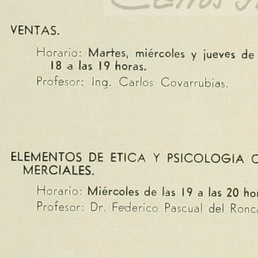 VENTAS.
Horario: Martes, miércoles y jueves de
18 a las 19 horas.
Profesor: Ing. Carlos Covarrubias.
ELEMENTOS DE ETICA Y PSICOLOGIA
MERCIALES.
Horario: Miércoles de las 19 a las 20
Profesor: Dr. Federico Pascual del